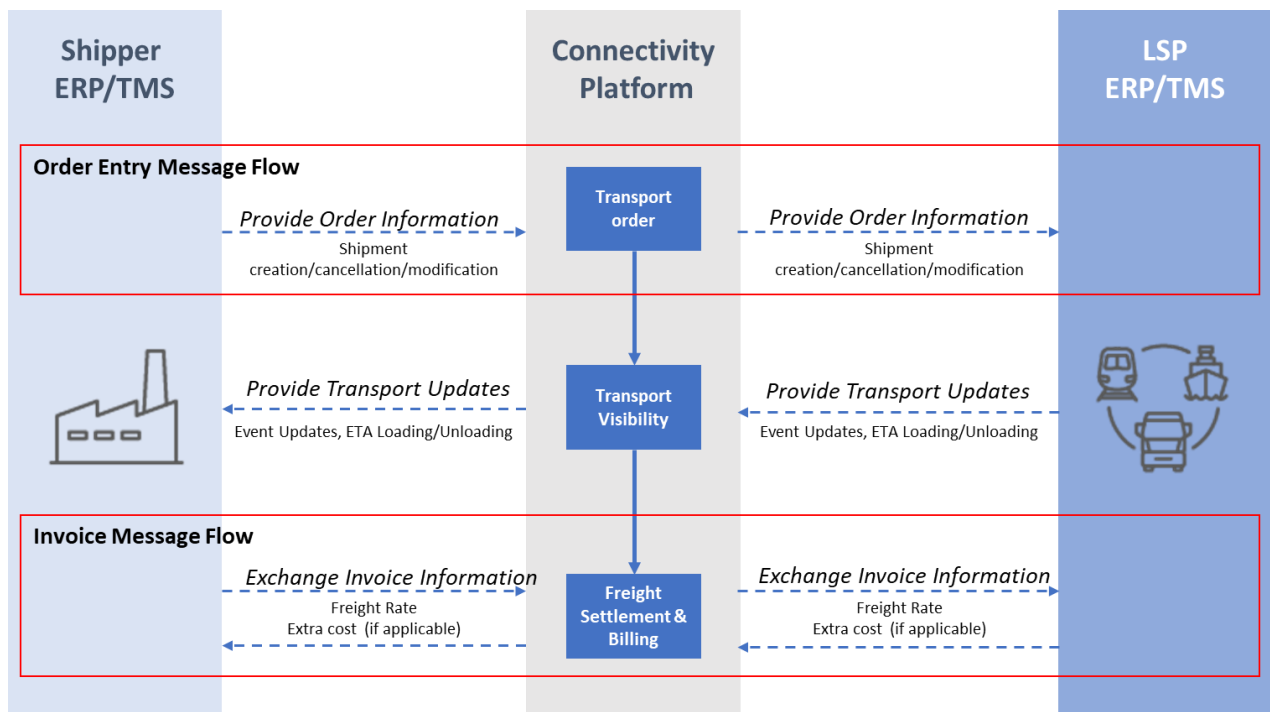 Shipper
ERP/TMS
Connectivity
Platform
LSP
ERP/TMS
Order Entry Message Flow
Provide Order Information
Shipment
creation/cancellation/modification
Transport
order
Provide Order Information
Shipment
creation/cancellation/modification
Provide Transport Updates
Event Updates, ETA Loading/Unloading
Transport
Visibility
Provide Transport Updates
Event Updates, ETA Loading/Unloading
Invoice Message Flow
Exchange Invoice Information
Freight Rate
Extra cost (if applicable)
Freight
Settlement &
Billing
Exchange Invoice Information
Freight Rate
Extra cost (if applicable)